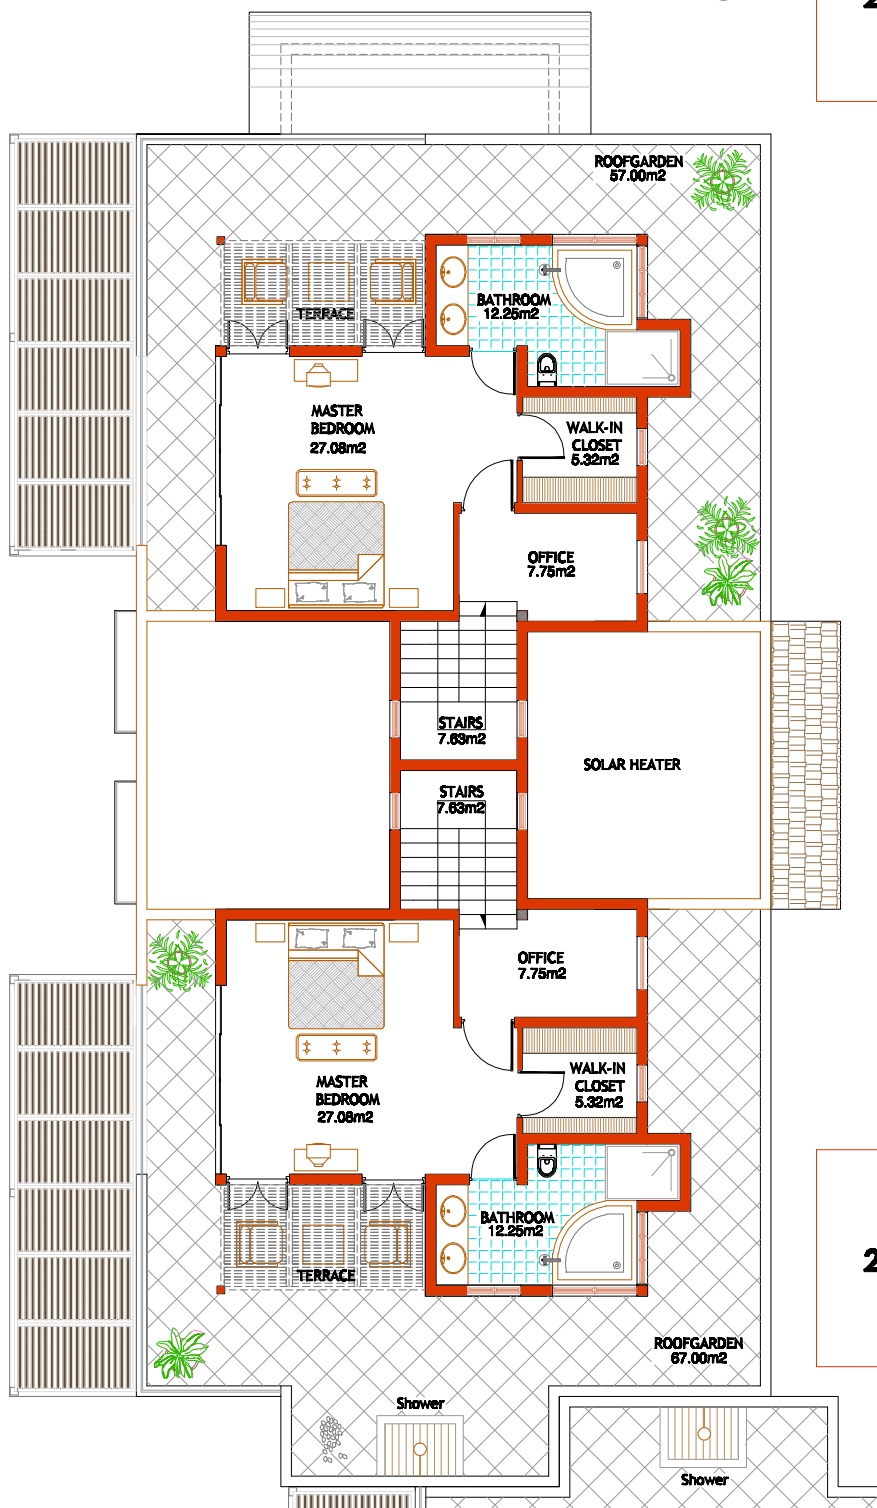 ROOFGARDEN
57.00m2
BATHROOM
12.25m2
TERRACE
MASTER
BEDROOM
27.08m2
WALK-IN
CLOSET
5.32m2
OFFICE
7.75m2
STAIRS
7.63m2
SOLAR HEATER
STAIRS
7.63m2
OFFICE
7.75m2
WALK-IN
CLOSET
5.32m2
MASTER
BEDROOM
27.08m2
BATHROOM
12.25m2
TERRACE
ROOFGARDEN
67.00m2
Shower
Shower